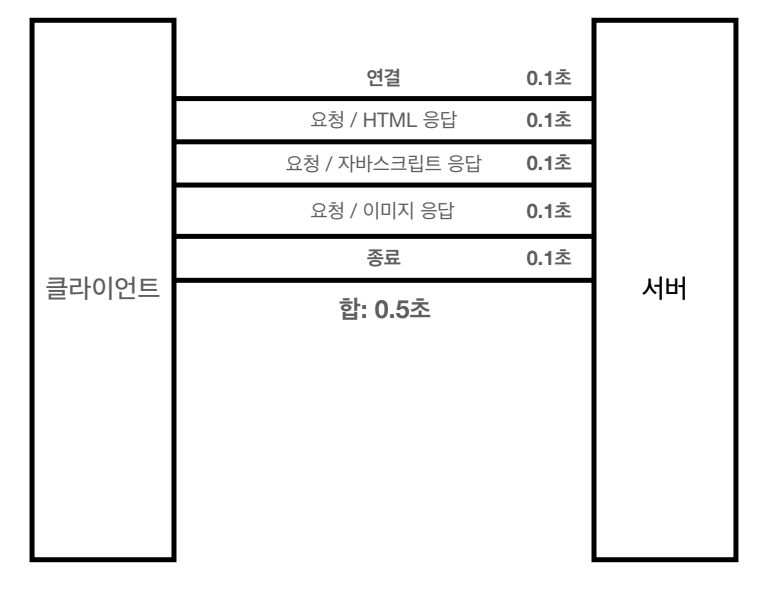 연결 0.1초
요청 / HTML 응답 0.1초
요청 / 자바스크립트 응답 0.1초
요청 / 이미지 응답 0.1초
종료 0.1초
클라이언트
서버
합: 0.5초